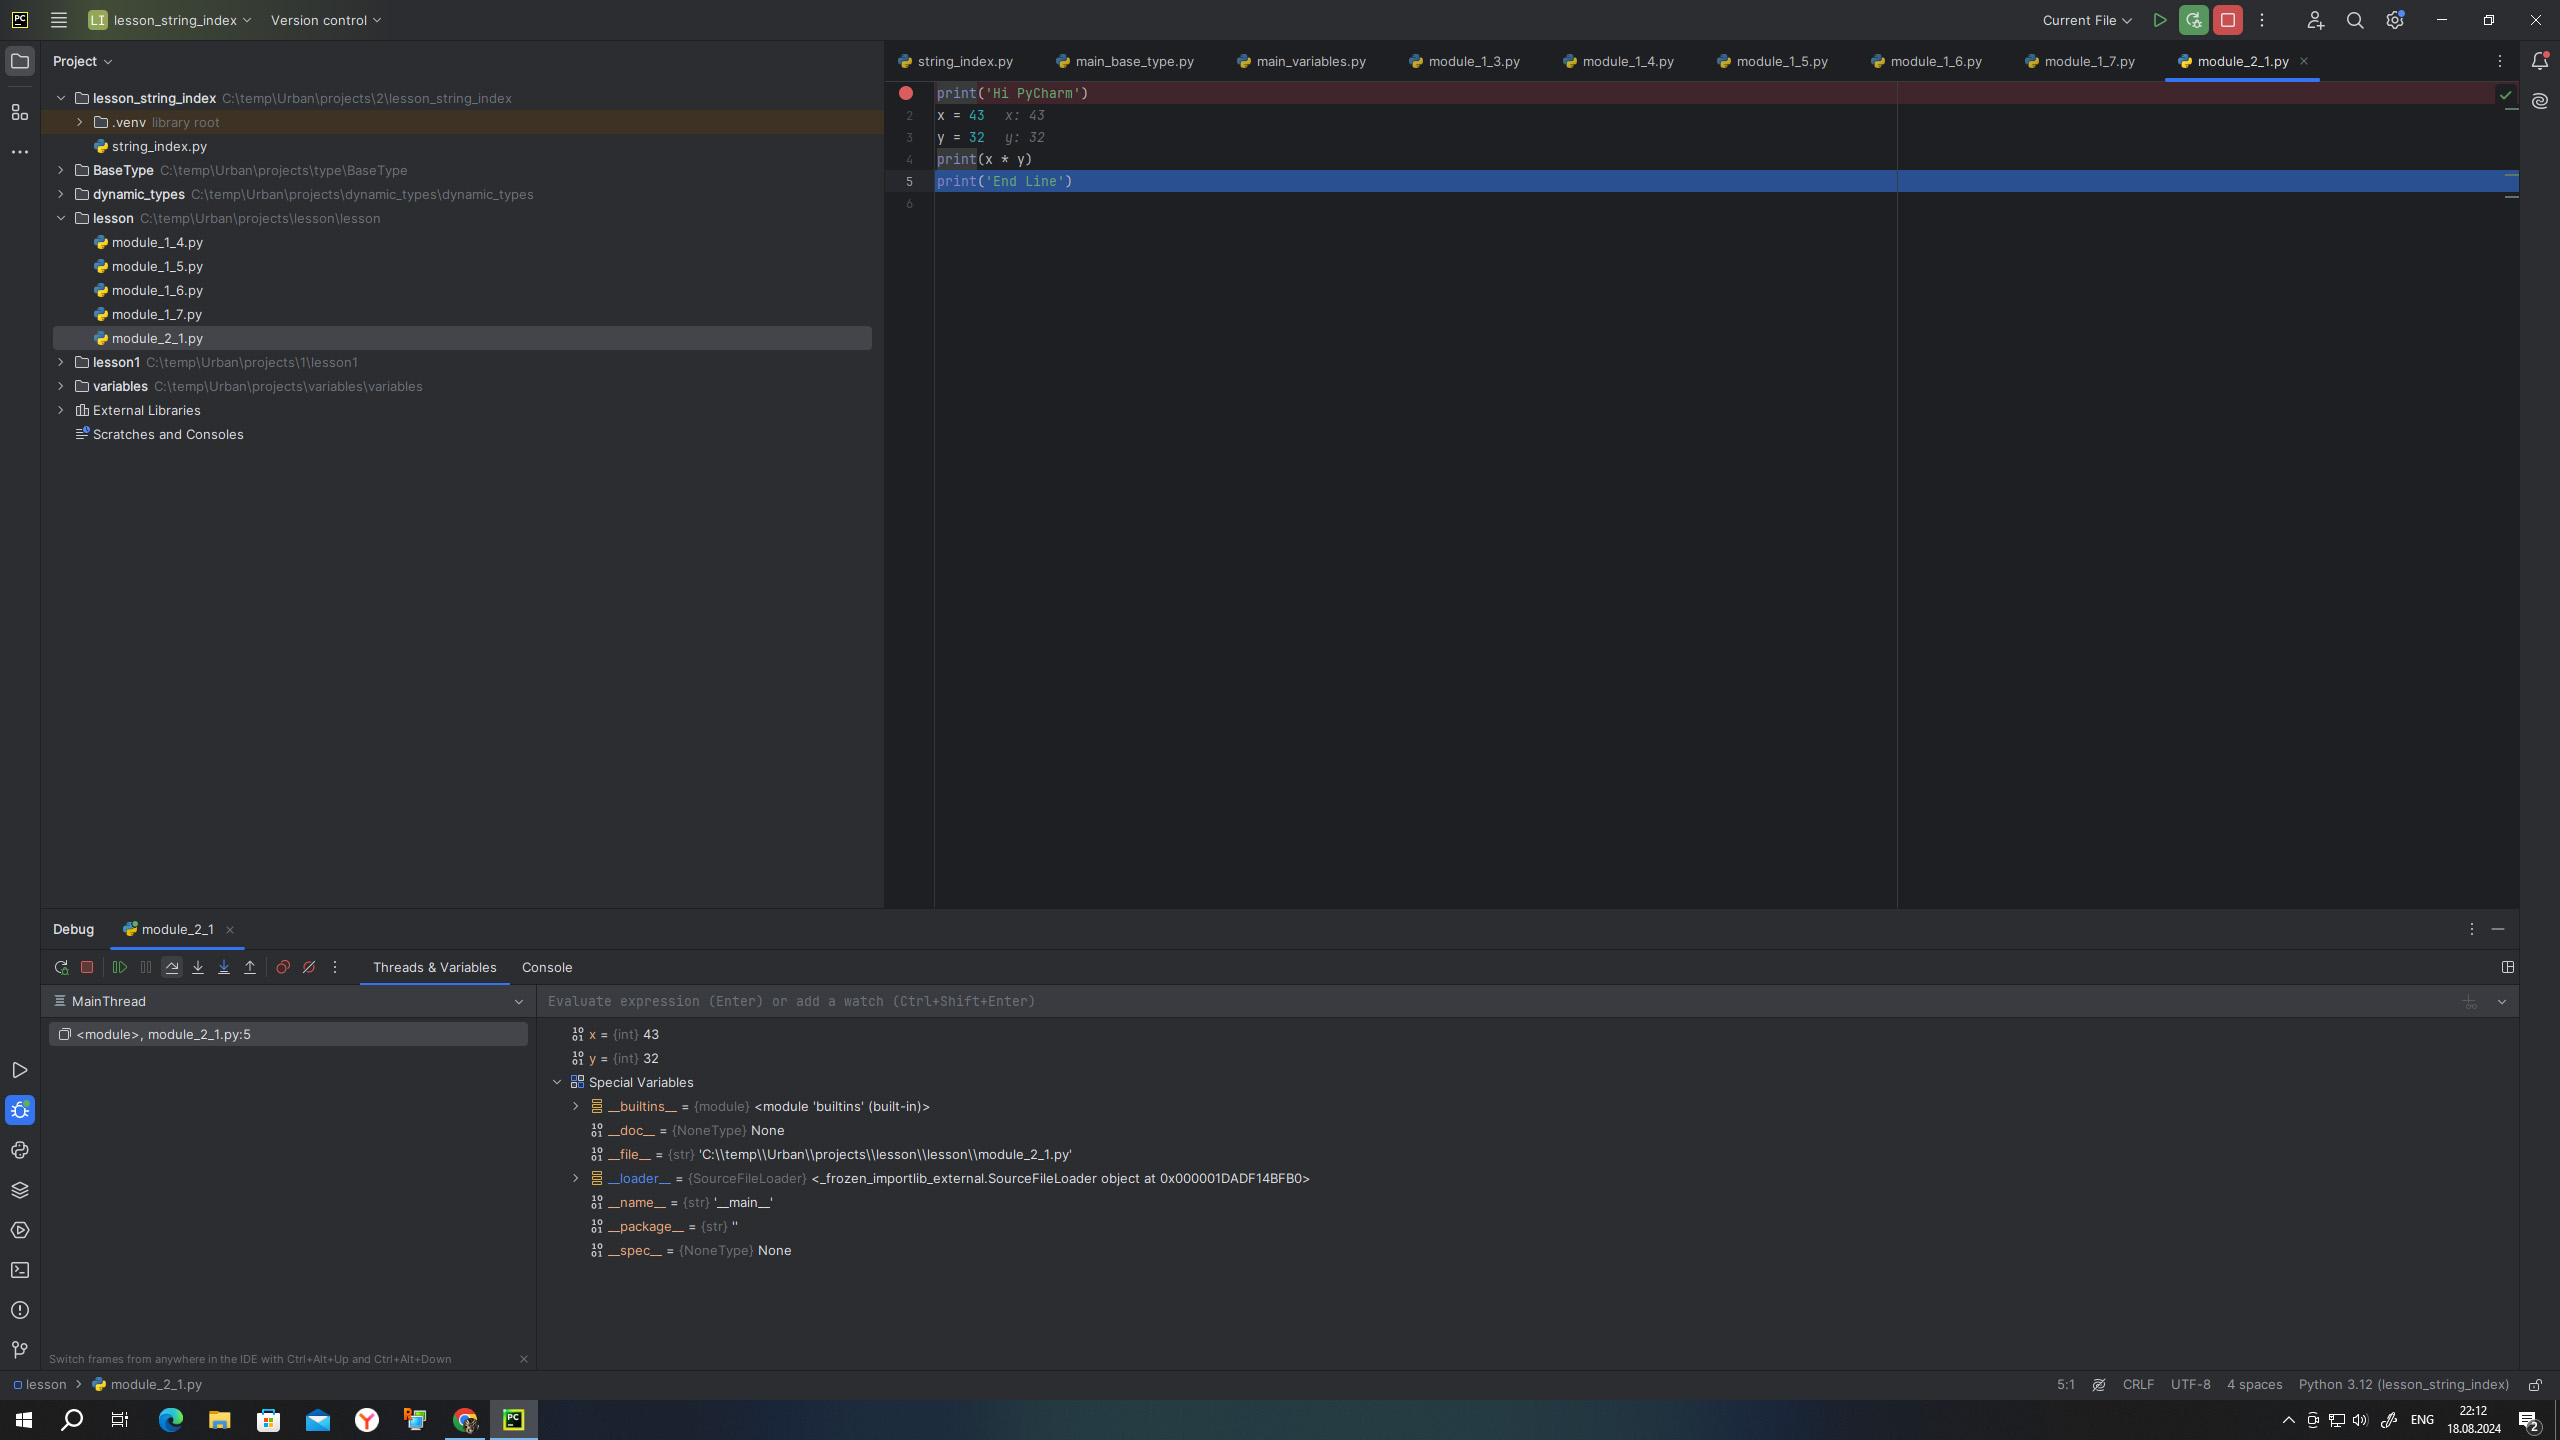 PC LI lesson_string_index Version control Current File
Project
string_index.py main_base_type.py main_variables.py module_1_3.py module_1_4.py module_1_5.py module_1_6.py module_1_7.py module_2_1.py
lesson_string_index C:\temp\Urban\projects\2\lesson_string_index
.venv library root
string_index.py
BaseType C:\temp\Urban\projects\type\BaseType
dynamic_types C:\temp\Urban\projects\dynamic_types\dynamic_types
lesson C:\temp\Urban\projects\lesson\lesson
module_1_4.py
module_1_5.py
module_1_6.py
module_1_7.py
module_2_1.py
lesson1 C:\temp\Urban\projects\1\lesson1
variables C:\temp\Urban\projects\variables\variables
External Libraries
Scratches and Consoles
print('Hi PyCharm')
2 x = 43 x: 43
3 y = 32 y: 32
4 print(x * y)
5 print('End Line')
6
Debug module_2_1
Threads & Variables Console
MainThread
<module>, module_2_1.py:5
Switch frames from anywhere in the IDE with Ctrl+Alt+Up and Ctrl+Alt+Down
Evaluate expression (Enter) or add a watch (Ctrl+Shift+Enter)
x = {int} 43
y = {int} 32
Special Variables
__builtins__ = {module} <module 'builtins' (built-in)>
__doc__ = {NoneType} None
__file__ = {str} 'C:\\temp\\Urban\\projects\\lesson\\lesson\\module_2_1.py'
__loader__ = {SourceFileLoader} <_frozen_importlib_external.SourceFileLoader object at 0x000001DADF14BFB0>
__name__ = {str} '__main__'
__package__ = {str} ''
__spec__ = {NoneType} None
lesson module_2_1.py 5:1 CRLF UTF-8 4 spaces Python 3.12 (lesson_string_index)
PC ENG 22:12
18.08.2024 2